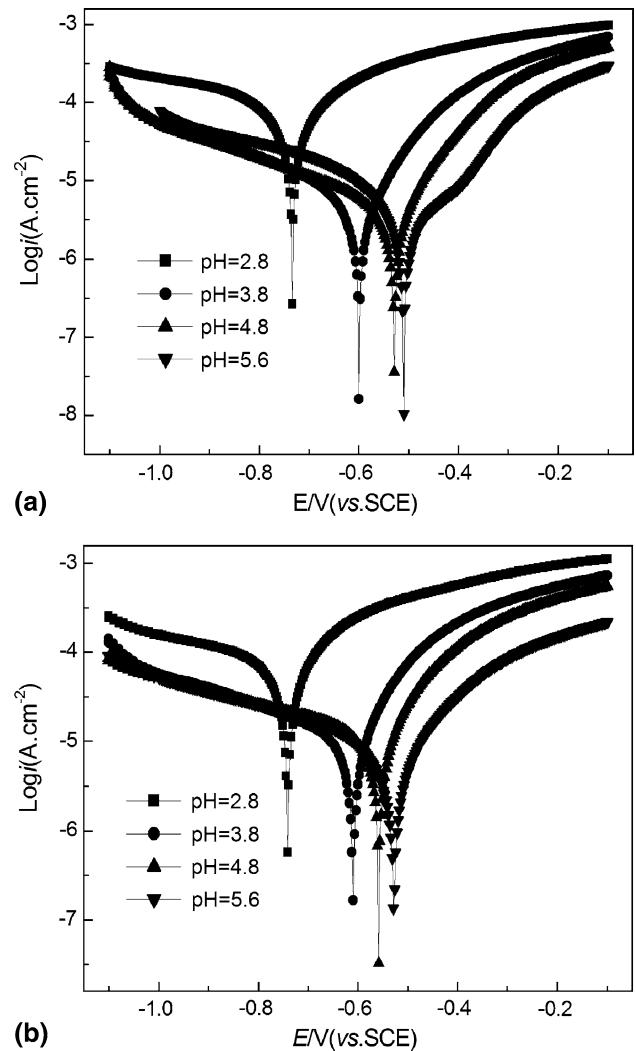 -3
-4
-5
-6
-7
-8
Logi(A.cm-2)
pH=2.8
pH=3.8
pH=4.8
pH=5.6
-1.0
-0.8
-0.6
-0.4
-0.2
E/V(vs.SCE)
(a)
-3
-4
-5
-6
-7
Logi(A.cm-2)
pH=2.8
pH=3.8
pH=4.8
pH=5.6
-1.0
-0.8
-0.6
-0.4
-0.2
E/V(vs.SCE)
(b)